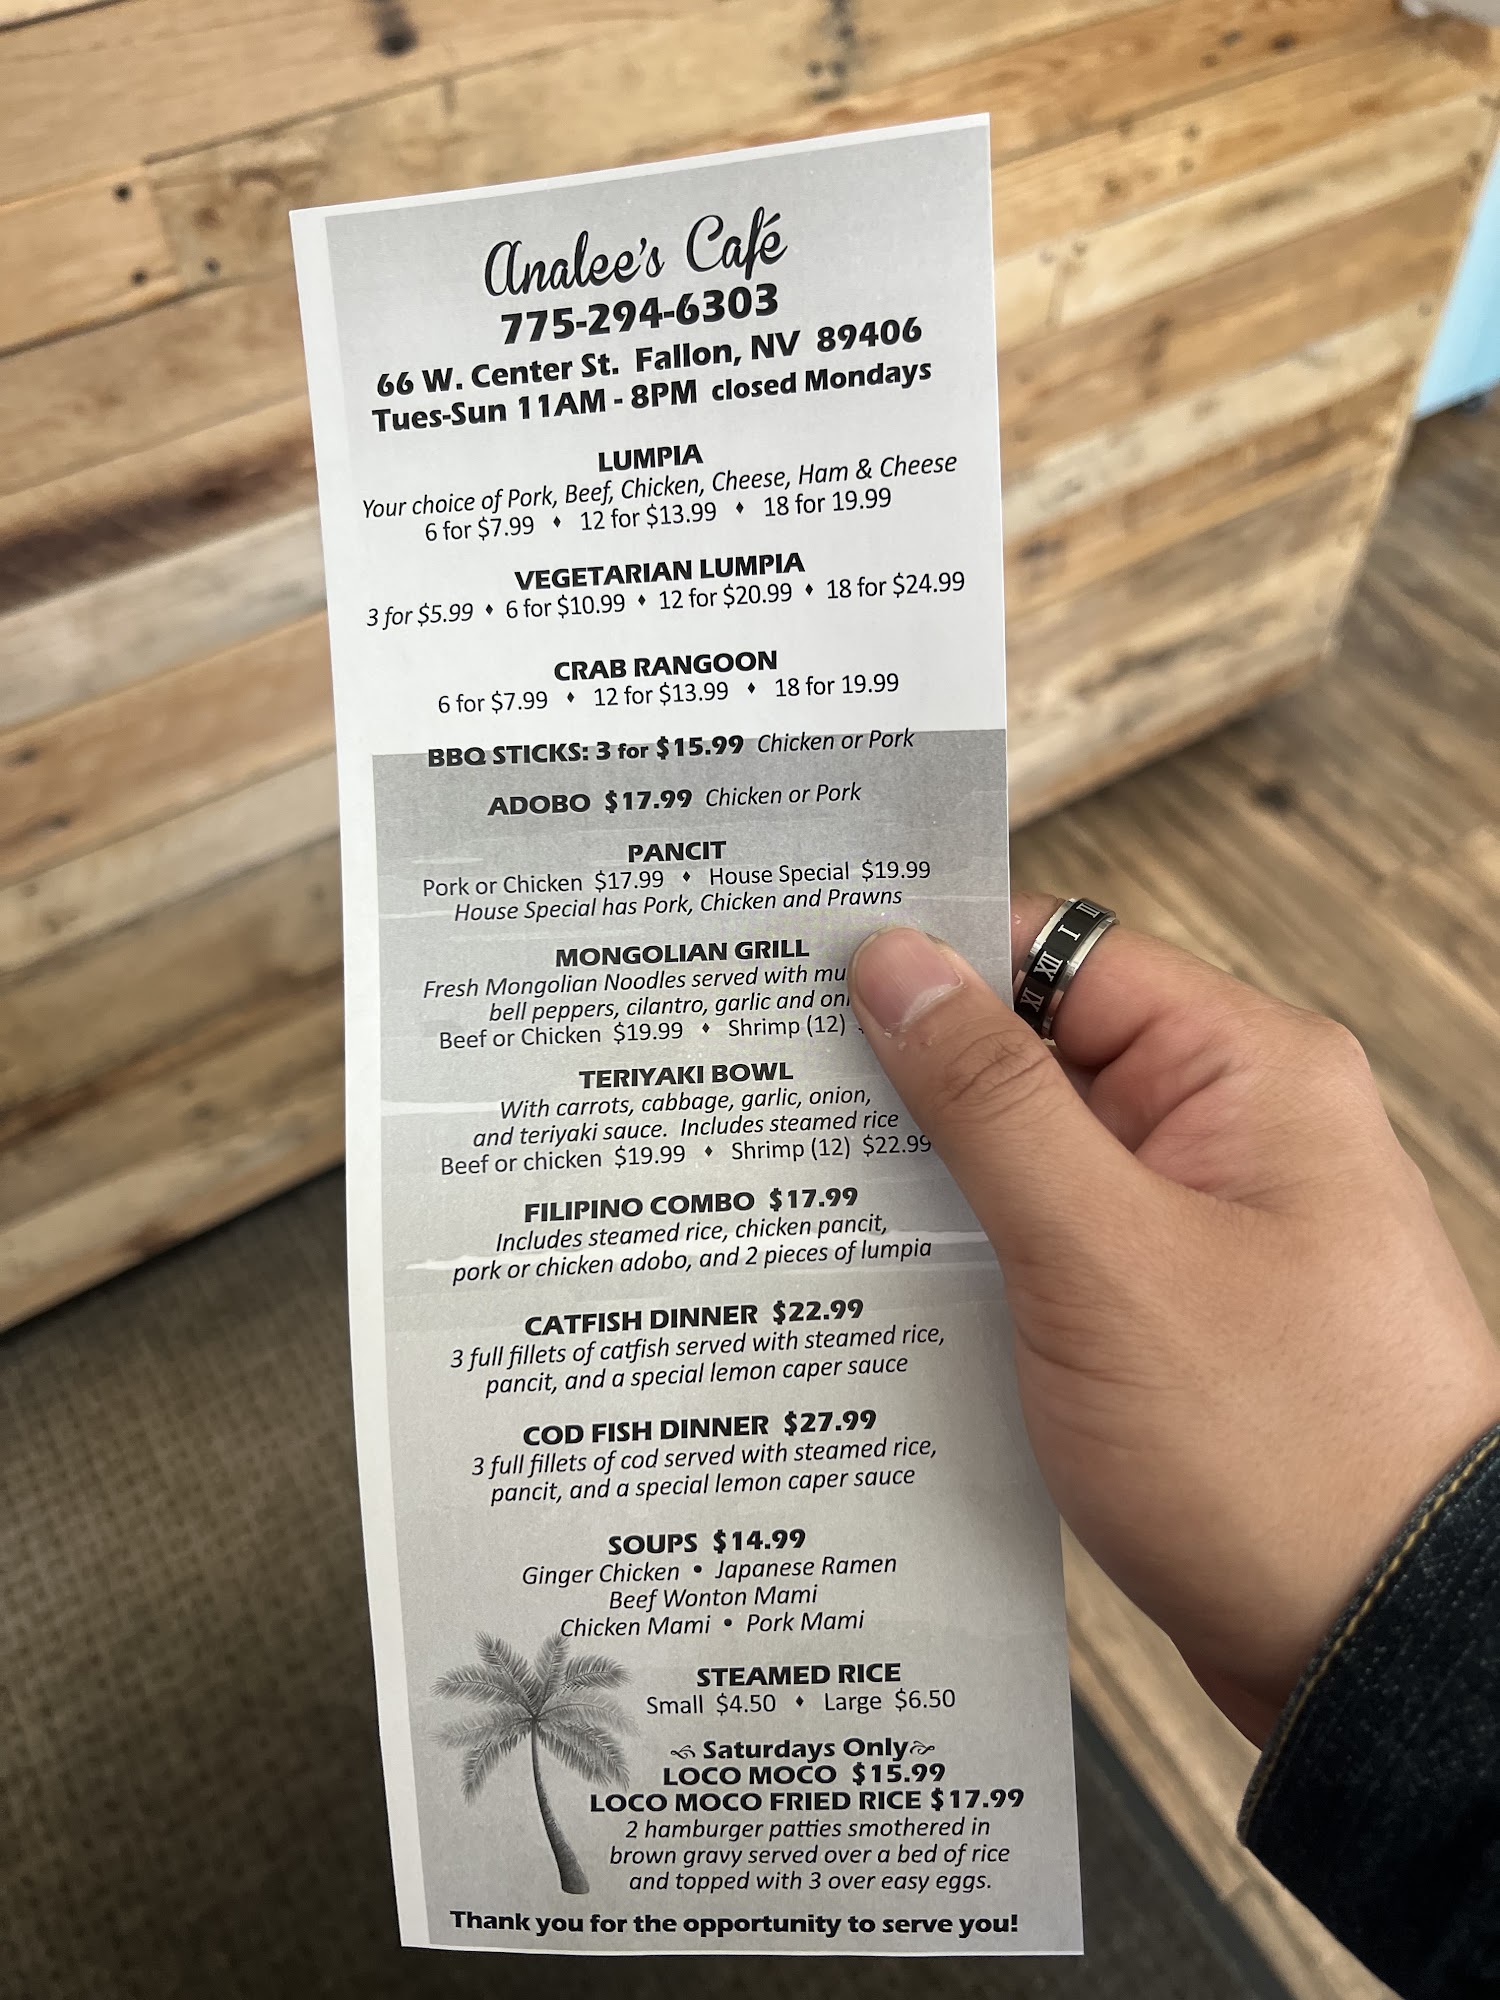 Analee's Café
775-294-6303
66 W. Center St. Fallon, NV 89406
Tues-Sun 11AM - 8PM closed Mondays
LUMPIA
Your choice of Pork, Beef, Chicken, Cheese, Ham & Cheese
6 for $7.99 ♦ 12 for $13.99 ♦ 18 for 19.99
VEGETARIAN LUMPIA
3 for $5.99 ♦ 6 for $10.99 ♦ 12 for $20.99 ♦ 18 for $24.99
CRAB RANGOON
6 for $7.99 ♦ 12 for $13.99 ♦ 18 for 19.99
BBQ STICKS: 3 for $15.99 Chicken or Pork
ADOBO $17.99 Chicken or Pork
PANCIT
Pork or Chicken $17.99 ♦ House Special $19.99
House Special has Pork, Chicken and Prawns
MONGOLIAN GRILL
Fresh Mongolian Noodles served with
bell peppers, cilantro, garlic and
Beef or Chicken $19.99 ♦ Shrimp (12)
TERIYAKI BOWL
With carrots, cabbage, garlic, onion,
and teriyaki sauce. Includes steamed rice
Beef or chicken $19.99 ♦ Shrimp (12) $22.99
FILIPINO COMBO $17.99
Includes steamed rice, chicken pancit,
pork or chicken adobo, and 2 pieces of lumpia
CATFISH DINNER $22.99
3 full fillets of catfish served with steamed rice,
pancit, and a special lemon caper sauce
COD FISH DINNER $27.99
3 full fillets of cod served with steamed rice,
pancit, and a special lemon caper sauce
SOUPS $14.99
Ginger Chicken • Japanese Ramen
Beef Wonton Mami
Chicken Mami • Pork Mami
STEAMED RICE
Small $4.50 ♦ Large $6.50
Saturdays Only
LOCO MOCO $15.99
LOCO MOCO FRIED RICE $17.99
2 hamburger patties smothered in
brown gravy served over a bed of rice
and topped with 3 over easy eggs.
Thank you for the opportunity to serve you!
I
XII
XI